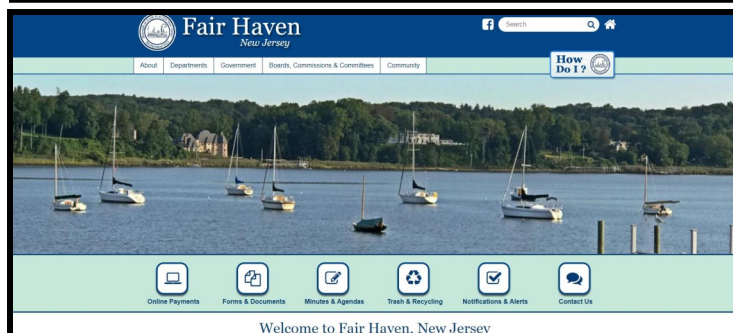 Fair Haven
New Jersey
Search
About Departments Government Boards, Commissions & Committees Community
How
Do I ?
Online Payments Forms & Documents Minutes & Agendas Trash & Recycling Notifications & Alerts Contact Us
Welcome to Fair Haven, New Jersey